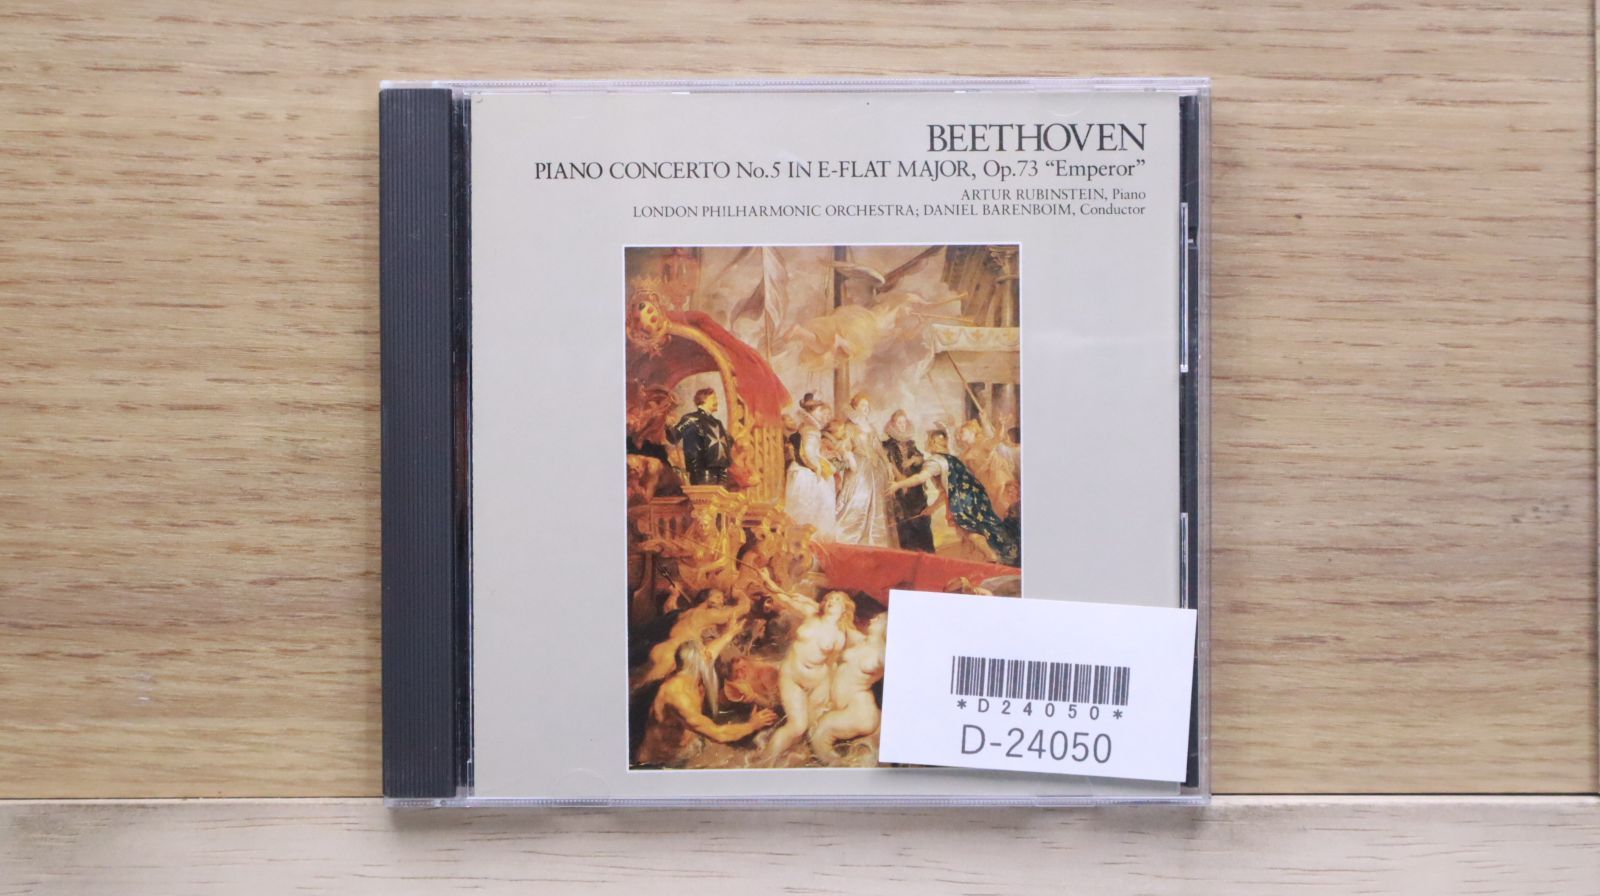 BEETHOVEN
PIANO CONCERTO No.5 IN E-FLAT MAJOR, Op.73 “Emperor”
ARTUR RUBINSTEIN, Piano
LONDON PHILHARMONIC ORCHESTRA; DANIEL BARENBOIM, Conductor
*D24050*
D-24050